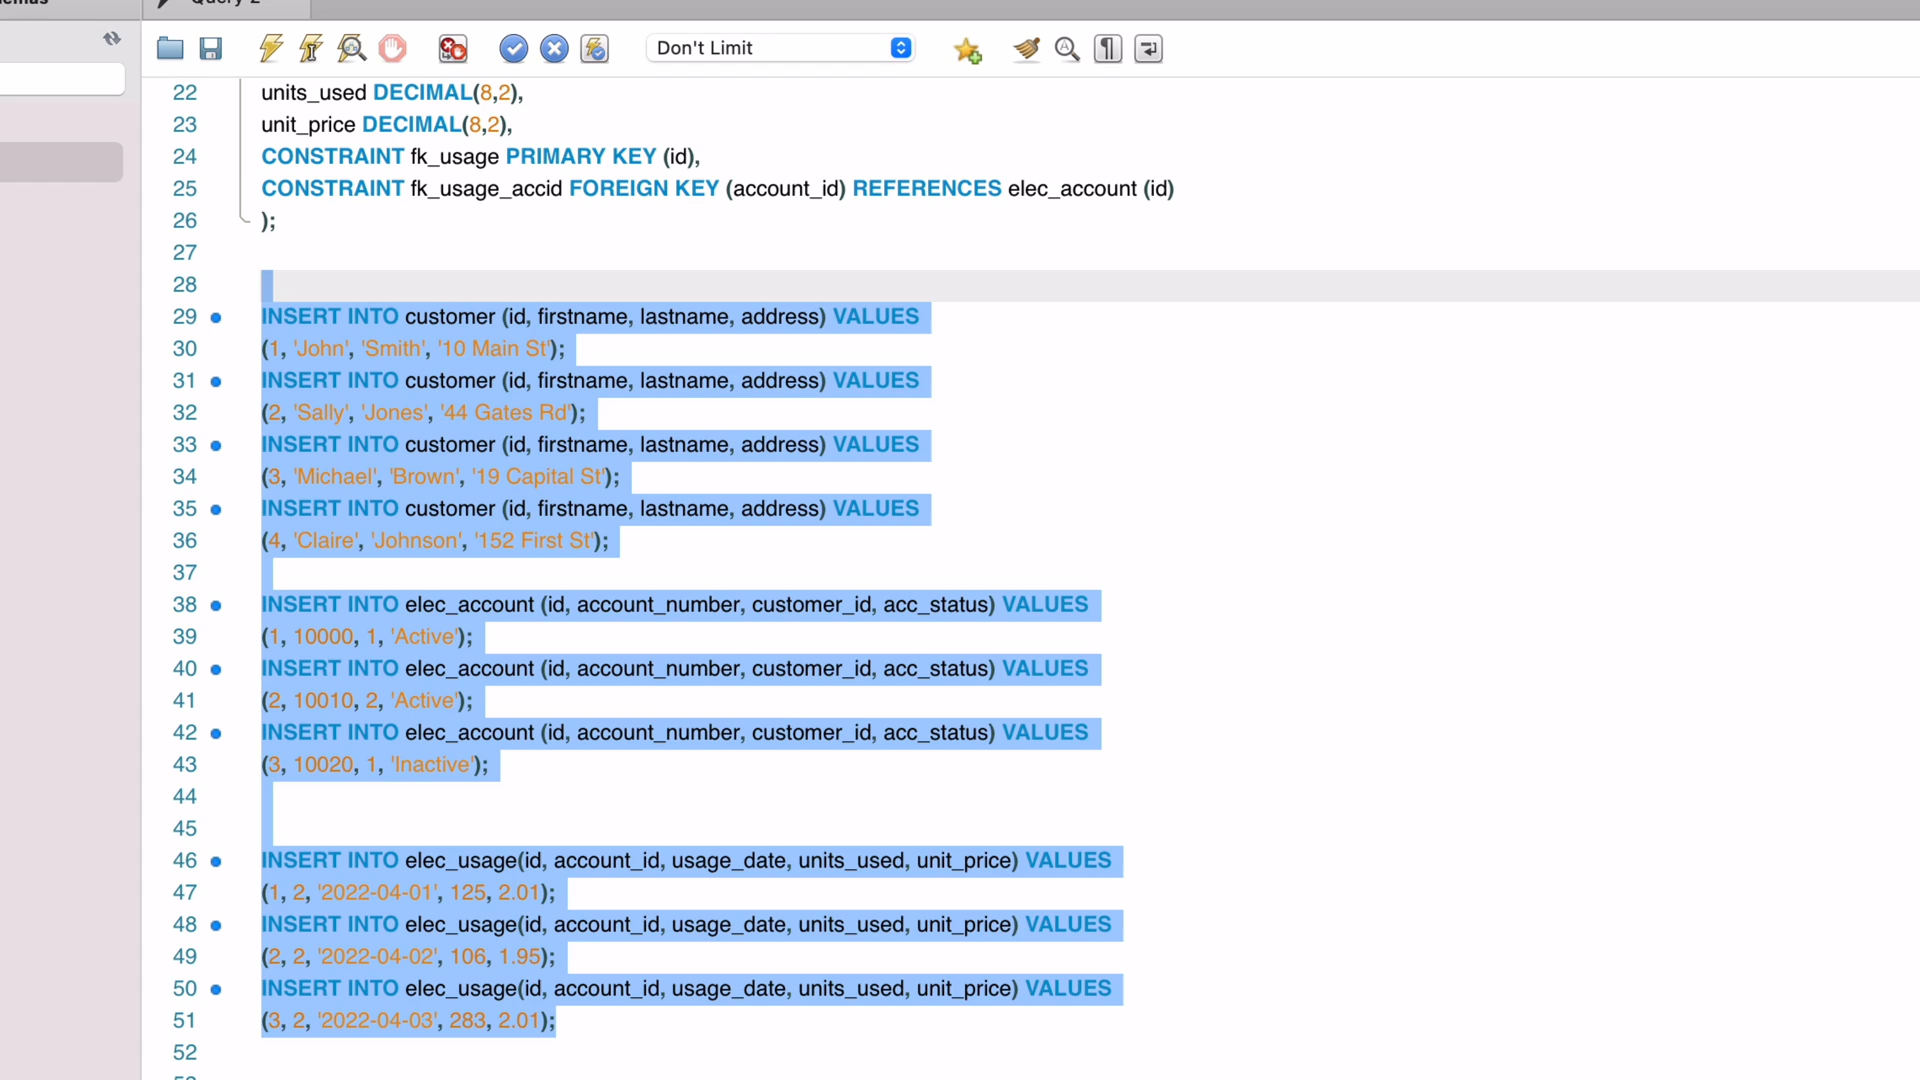 Query 2
Don't Limit
22 units_used DECIMAL(8,2),
23 unit_price DECIMAL(8,2),
24 CONSTRAINT fk_usage PRIMARY KEY (id),
25 CONSTRAINT fk_usage_accid FOREIGN KEY (account_id) REFERENCES elec_account (id)
26 );
27
28
29 INSERT INTO customer (id, firstname, lastname, address) VALUES
30 (1, 'John', 'Smith', '10 Main St');
31 INSERT INTO customer (id, firstname, lastname, address) VALUES
32 (2, 'Sally', 'Jones', '44 Gates Rd');
33 INSERT INTO customer (id, firstname, lastname, address) VALUES
34 (3, 'Michael', 'Brown', '19 Capital St');
35 INSERT INTO customer (id, firstname, lastname, address) VALUES
36 (4, 'Claire', 'Johnson', '152 First St');
37
38 INSERT INTO elec_account (id, account_number, customer_id, acc_status) VALUES
39 (1, 10000, 1, 'Active');
40 INSERT INTO elec_account (id, account_number, customer_id, acc_status) VALUES
41 (2, 10010, 2, 'Active');
42 INSERT INTO elec_account (id, account_number, customer_id, acc_status) VALUES
43 (3, 10020, 1, 'Inactive');
44
45
46 INSERT INTO elec_usage(id, account_id, usage_date, units_used, unit_price) VALUES
47 (1, 2, '2022-04-01', 125, 2.01);
48 INSERT INTO elec_usage(id, account_id, usage_date, units_used, unit_price) VALUES
49 (2, 2, '2022-04-02', 106, 1.95);
50 INSERT INTO elec_usage(id, account_id, usage_date, units_used, unit_price) VALUES
51 (3, 2, '2022-04-03', 283, 2.01);
52